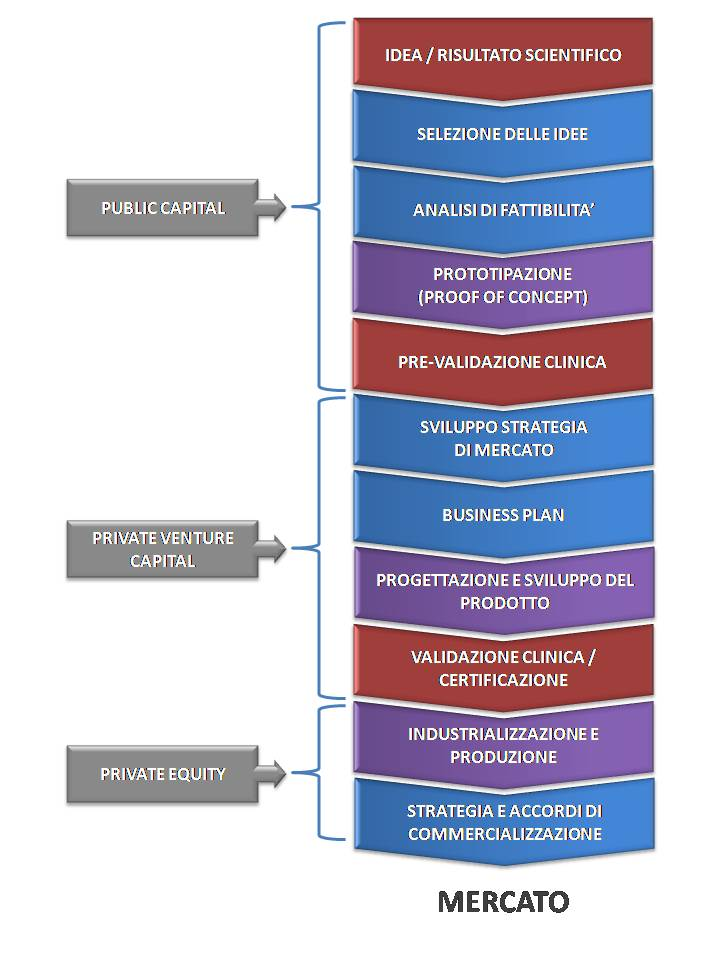 IDEA / RISULTATO SCIENTIFICO
SELEZIONE DELLE IDEE
PUBLIC CAPITAL
ANALISI DI FATTIBILITA’
PROTOTIPAZIONE
(PROOF OF CONCEPT)
PRE-VALIDAZIONE CLINICA
SVILUPPO STRATEGIA
DI MERCATO
BUSINESS PLAN
PRIVATE VENTURE
CAPITAL
PROGETTAZIONE E SVILUPPO DEL
PRODOTTO
VALIDAZIONE CLINICA /
CERTIFICAZIONE
INDUSTRIALIZZAZIONE E
PRODUZIONE
PRIVATE EQUITY
STRATEGIA E ACCORDI DI
COMMERCIALIZZAZIONE
MERCATO